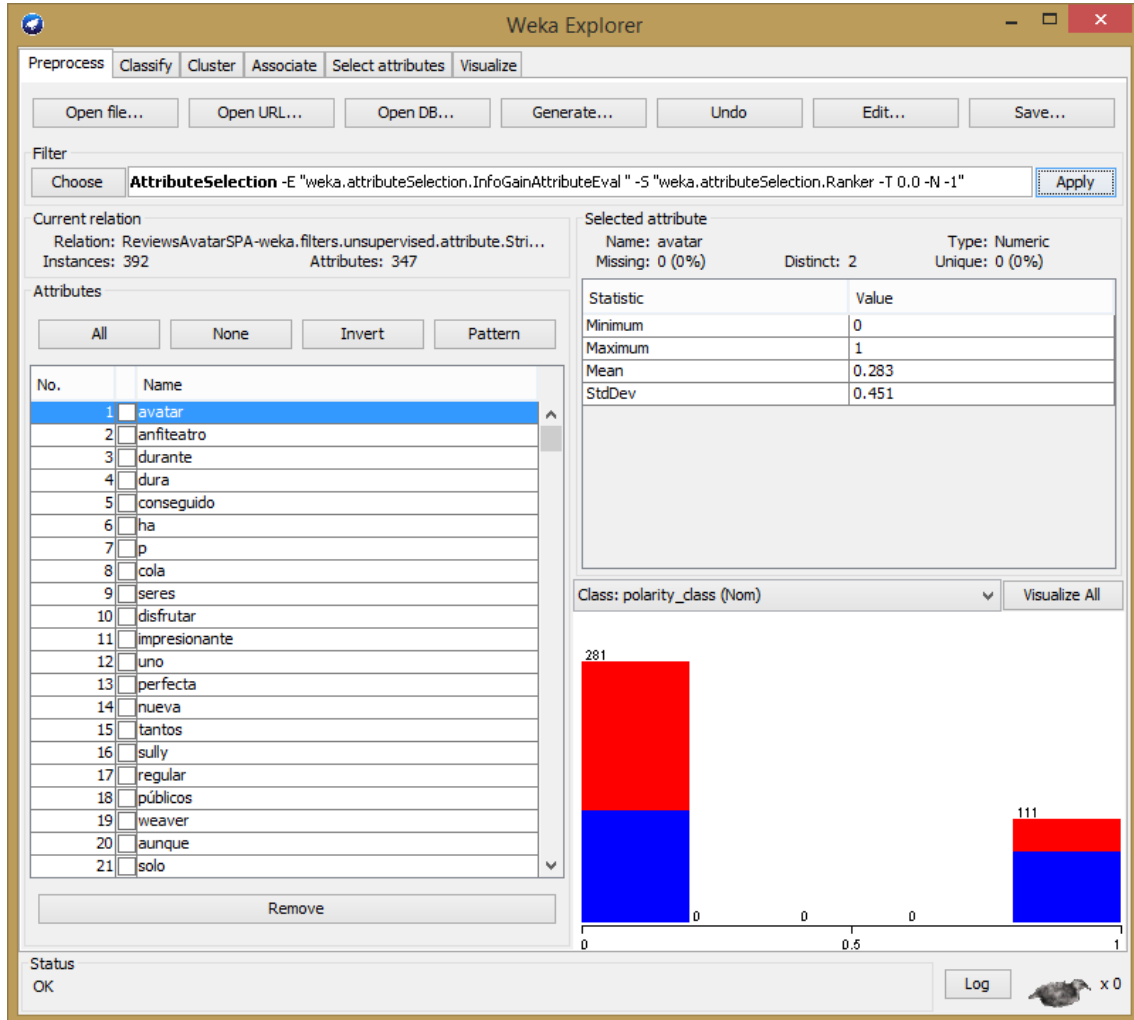 Weka Explorer
Preprocess Classify Cluster Associate Select attributes Visualize
Open file... Open URL... Open DB... Generate... Undo Edit... Save...
Filter
Choose AttributeSelection -E "weka.attributeSelection.InfoGainAttributeEval " -S "weka.attributeSelection.Ranker -T 0.0 -N -1" Apply
Current relation
Relation: ReviewsAvatarSPA-weka.filters.unsupervised.attribute.Stri...
Instances: 392 Attributes: 347
Attributes
All None Invert Pattern
No. Name
1 avatar
2 anfiteatro
3 durante
4 dura
5 conseguido
6 ha
7 p
8 cola
9 seres
10 disfrutar
11 impresionante
12 uno
13 perfecta
14 nueva
15 tantos
16 sully
17 regular
18 públicos
19 weaver
20 aunque
21 solo
Remove
Selected attribute
Name: avatar Type: Numeric
Missing: 0 (0%) Distinct: 2 Unique: 0 (0%)
Statistic Value
Minimum 0
Maximum 1
Mean 0.283
StdDev 0.451
Class: polarity_class (Nom) Visualize All
281
111
0 0 0
0 0.5 1
Status
OK
Log x 0